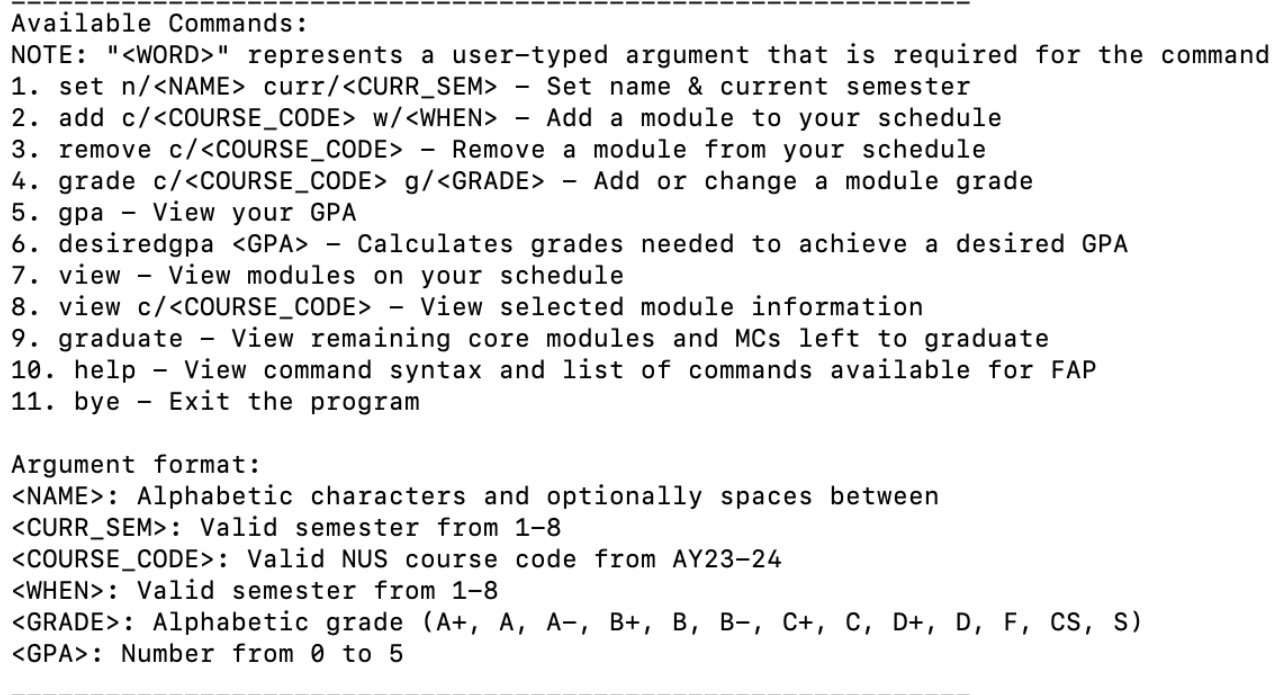 ____________________________________________________________
Available Commands:
NOTE: "<WORD>" represents a user-typed argument that is required for the command
1. set n/<NAME> curr/<CURR_SEM> – Set name & current semester
2. add c/<COURSE_CODE> w/<WHEN> – Add a module to your schedule
3. remove c/<COURSE_CODE> – Remove a module from your schedule
4. grade c/<COURSE_CODE> g/<GRADE> – Add or change a module grade
5. gpa – View your GPA
6. desiredgpa <GPA> – Calculates grades needed to achieve a desired GPA
7. view – View modules on your schedule
8. view c/<COURSE_CODE> – View selected module information
9. graduate – View remaining core modules and MCs left to graduate
10. help – View command syntax and list of commands available for FAP
11. bye – Exit the program

Argument format:
<NAME>: Alphabetic characters and optionally spaces between
<CURR_SEM>: Valid semester from 1–8
<COURSE_CODE>: Valid NUS course code from AY23–24
<WHEN>: Valid semester from 1–8
<GRADE>: Alphabetic grade (A+, A, A–, B+, B, B–, C+, C, D+, D, F, CS, S)
<GPA>: Number from 0 to 5
____________________________________________________________